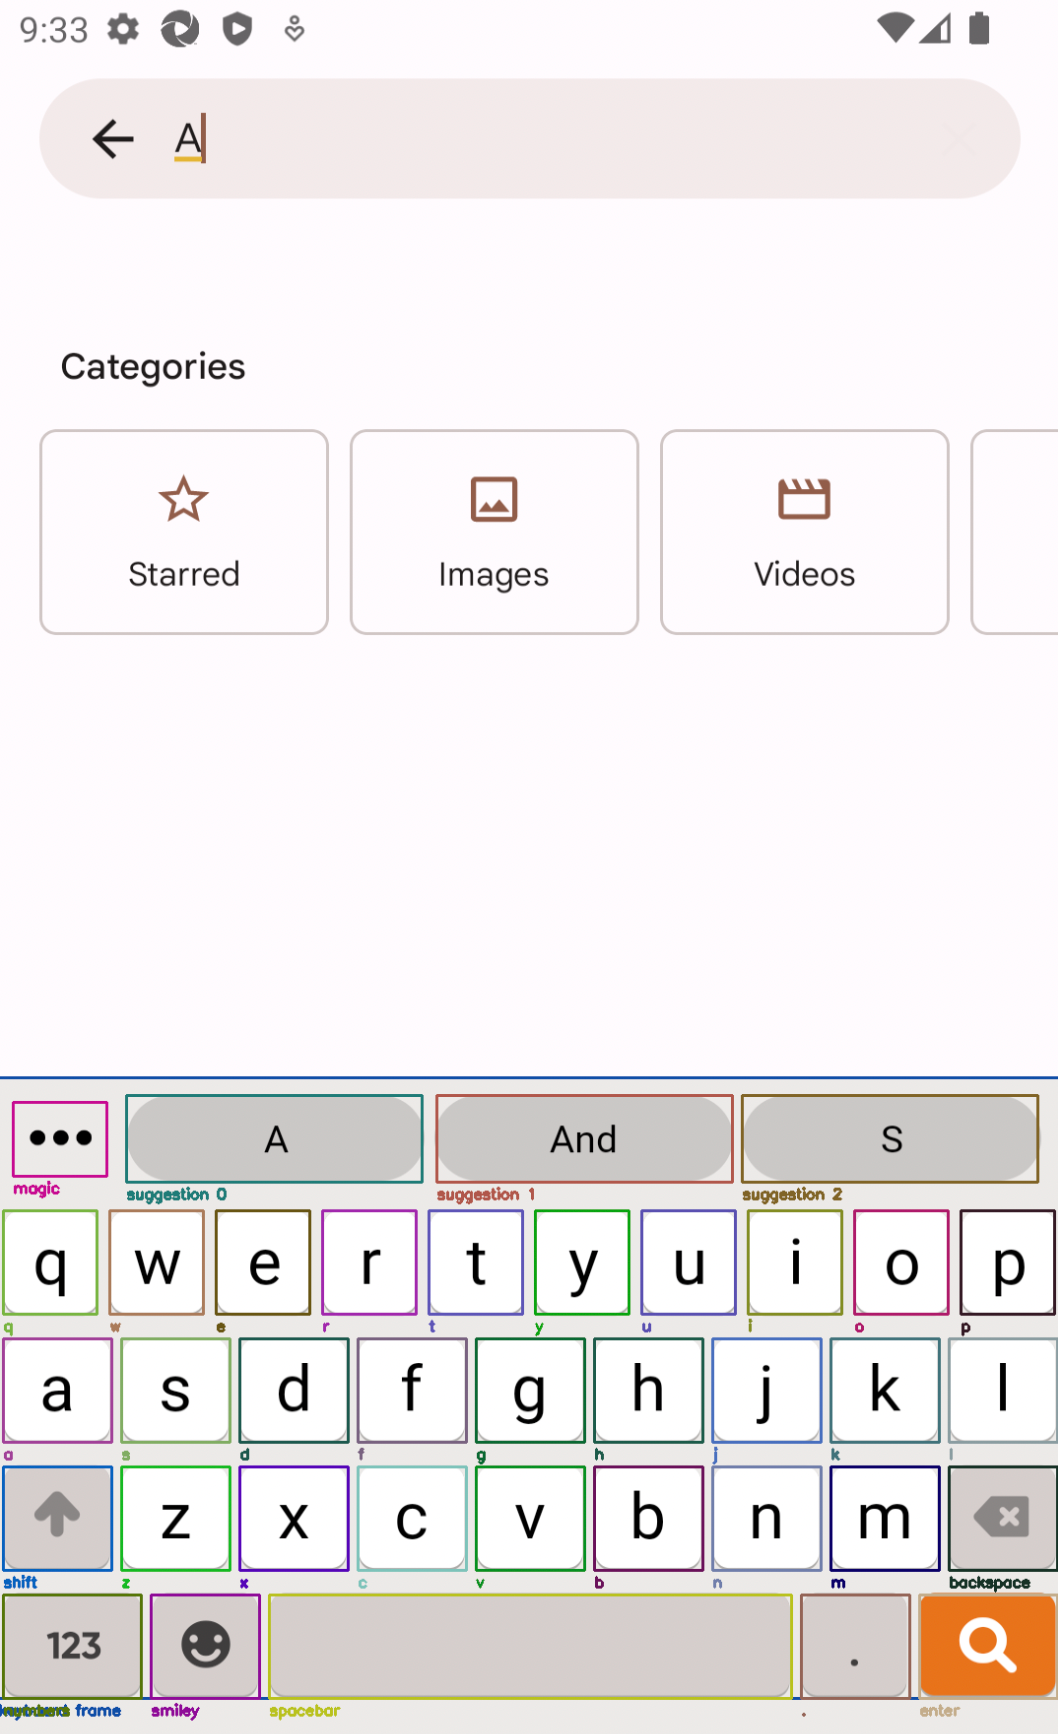 9:33
A
Categories
Starred Images Videos
A And S
magic suggestion 0 suggestion 1 suggestion 2
q w e r t y u i o p
q w e r t y u i o p
a s d f g h j k l
a s d f g h j k l
z x c v b n m
shift z x c v b n m backspace
123 .
frame smiley spacebar . enter